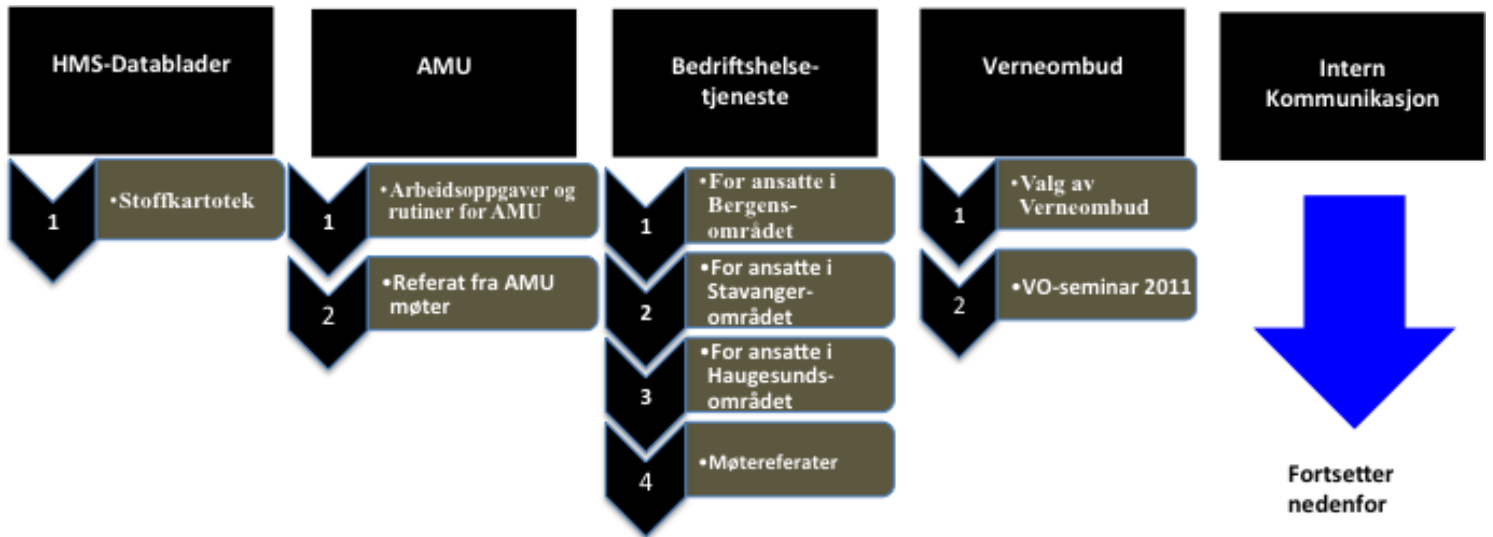 HMS-Datablader
1
•Stoffkartotek
AMU
1
•Arbeidsoppgaver og
rutiner for AMU
2
•Referat fra AMU
møter
Bedriftshelse-
tjeneste
1
•For ansatte i
Bergens-
området
2
•For ansatte i
Stavanger-
området
3
•For ansatte i
Haugesunds-
området
4
•Møtereferater
Verneombud
1
•Valg av
Verneombud
2
•VO-seminar 2011
Intern
Kommunikasjon
Fortsetter
nedenfor